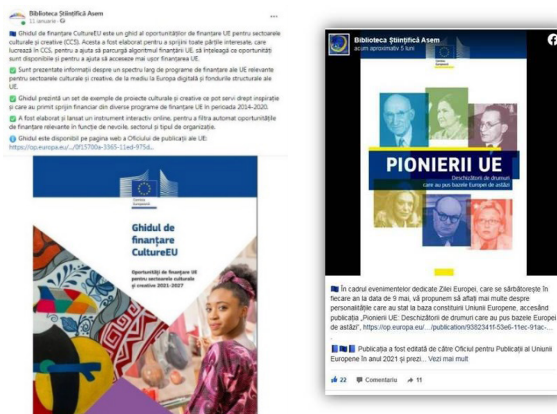 Biblioteca Științifică Asem
11 ianuarie ·
Ghidul de finanțare CultureEU este un ghid al oportunităților de finanțare UE pentru sectoarele
culturale și creative (CCS). Acesta a fost elaborat pentru a sprijini toate părțile interesate, care
lucrează în CCS, pentru a ajuta să parcurgă algoritmul finanțării UE: să înțeleagă ce oportunități
sunt disponibile și pentru a ajuta să acceseze mai ușor finanțarea UE.
Sunt prezentate informații despre un spectru larg de programe de finanțare ale UE relevante
pentru sectoarele culturale și creative, de la mediu la Europa digitală și fondurile structurale ale
UE.
Ghidul prezintă un set de exemple de proiecte culturale și creative ce pot servi drept inspirație
și care au primit sprijin financiar din diverse programe de finanțare UE în perioada 2014-2020.
A fost elaborat și lansat un instrument interactiv online, pentru a filtra automat oportunitățile
de finanțare relevante în funcție de nevoile, sectorul și tipul de organizație.
Ghidul este disponibil pe pagina web a Oficiului de publicații ale UE:
https://op.europa.eu/.../0f15700a-3365-11ed-975d...
Comisia
Europeană
Ghidul de
finanțare
CultureEU
Oportunități de finanțare UE
pentru sectoarele culturale
și creative 2021-2027
Biblioteca Științifică Asem
acum aproximativ 5 luni
PIONIERII UE
Deschizătorii de drumuri
care au pus bazele Europei de astăzi
În cadrul evenimentelor dedicate Zilei Europei, care se sărbătorește în
fiecare an la data de 9 mai, vă propunem să aflați mai multe despre
personalitățile care au stat la baza constituirii Uniunii Europene, accesând
publicația „Pionierii UE: Deschizătorii de drumuri care au pus bazele Europei
de astăzi", https://op.europa.eu/.../publication/93523411-53e6-11ec-91ac-...
.
Publicația a fost editată de către Oficiul pentru Publicații al Uniunii
Europene în anul 2021 și prezi... Vezi mai mult
22 Comentariu 11